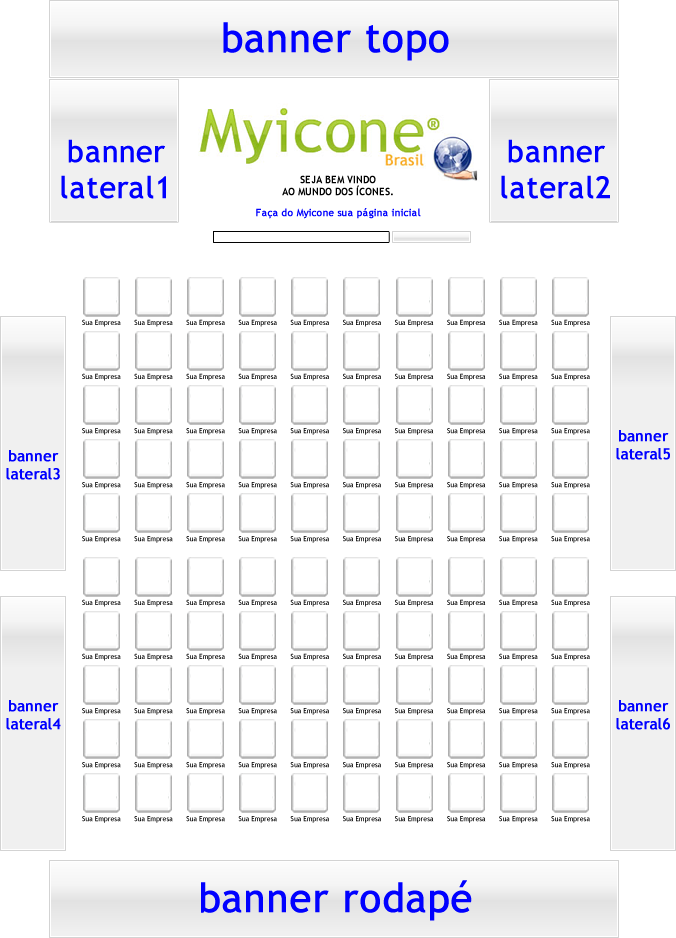 banner topo
banner
lateral1
Myicone®
Brasil
banner
lateral2
SEJA BEM VINDO
AO MUNDO DOS ÍCONES.
Faça do Myicone sua página inicial
Sua Empresa Sua Empresa Sua Empresa Sua Empresa Sua Empresa Sua Empresa Sua Empresa Sua Empresa Sua Empresa Sua Empresa
Sua Empresa Sua Empresa Sua Empresa Sua Empresa Sua Empresa Sua Empresa Sua Empresa Sua Empresa Sua Empresa Sua Empresa
Sua Empresa Sua Empresa Sua Empresa Sua Empresa Sua Empresa Sua Empresa Sua Empresa Sua Empresa Sua Empresa Sua Empresa
banner
lateral3
banner
lateral5
Sua Empresa Sua Empresa Sua Empresa Sua Empresa Sua Empresa Sua Empresa Sua Empresa Sua Empresa Sua Empresa Sua Empresa
Sua Empresa Sua Empresa Sua Empresa Sua Empresa Sua Empresa Sua Empresa Sua Empresa Sua Empresa Sua Empresa Sua Empresa
Sua Empresa Sua Empresa Sua Empresa Sua Empresa Sua Empresa Sua Empresa Sua Empresa Sua Empresa Sua Empresa Sua Empresa
Sua Empresa Sua Empresa Sua Empresa Sua Empresa Sua Empresa Sua Empresa Sua Empresa Sua Empresa Sua Empresa Sua Empresa
banner
lateral4
banner
lateral6
Sua Empresa Sua Empresa Sua Empresa Sua Empresa Sua Empresa Sua Empresa Sua Empresa Sua Empresa Sua Empresa Sua Empresa
Sua Empresa Sua Empresa Sua Empresa Sua Empresa Sua Empresa Sua Empresa Sua Empresa Sua Empresa Sua Empresa Sua Empresa
Sua Empresa Sua Empresa Sua Empresa Sua Empresa Sua Empresa Sua Empresa Sua Empresa Sua Empresa Sua Empresa Sua Empresa
banner rodapé